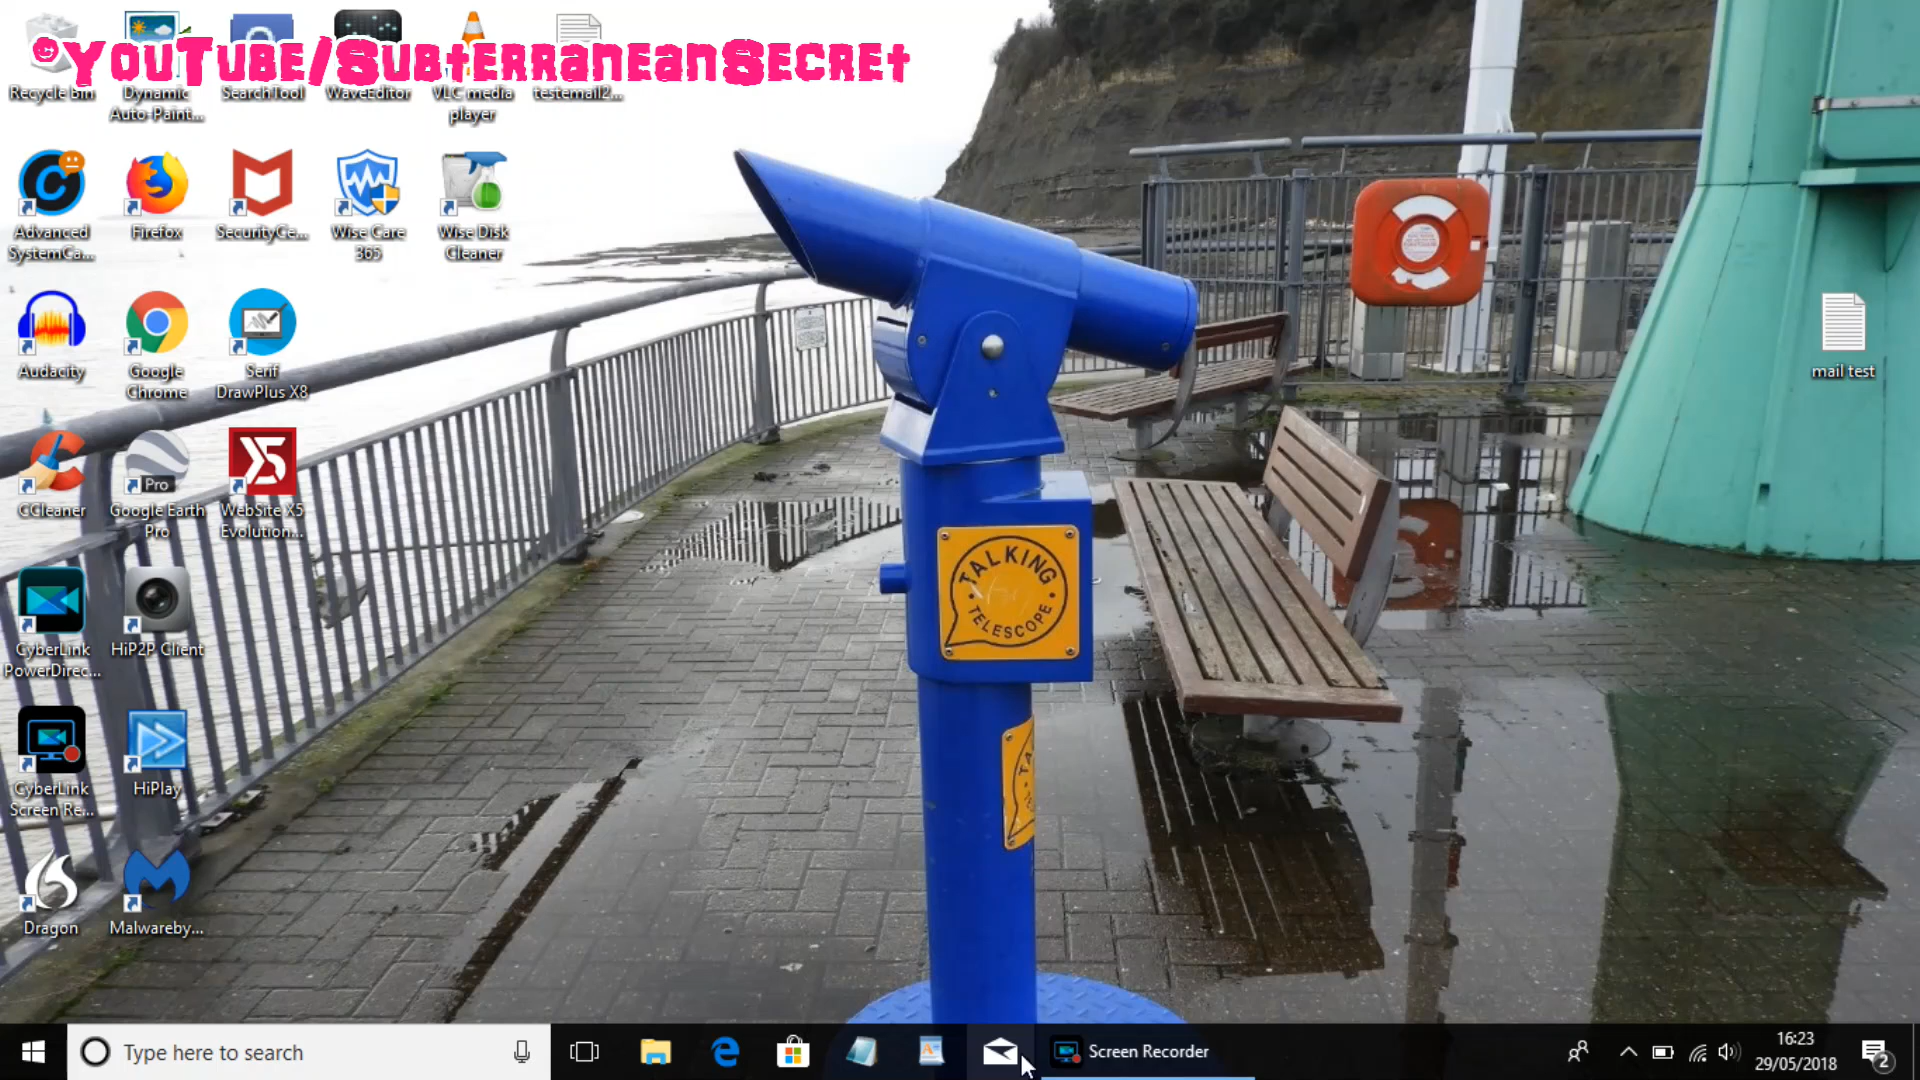 ©YouTube/SubterraneanSecret
Recycle Bin
Dynamic
Auto-Paint...
SearchTool
WaveEditor
VLC media
player
testemail2...
Advanced
SystemCa...
Firefox
SecurityCe...
Wise Care
365
Wise Disk
Cleaner
Audacity
Google
Chrome
Serif
DrawPlus X8
mail test
CCleaner
Pro
Google Earth
Pro
X5
WebSite X5
Evolution...
CyberLink
PowerDirec...
HiP2P Client
CyberLink
Screen Re...
HiPlay
Dragon
Malwareby...
TALKING
TELESCOPE
Type here to search
Screen Recorder
16:23
29/05/2018
2